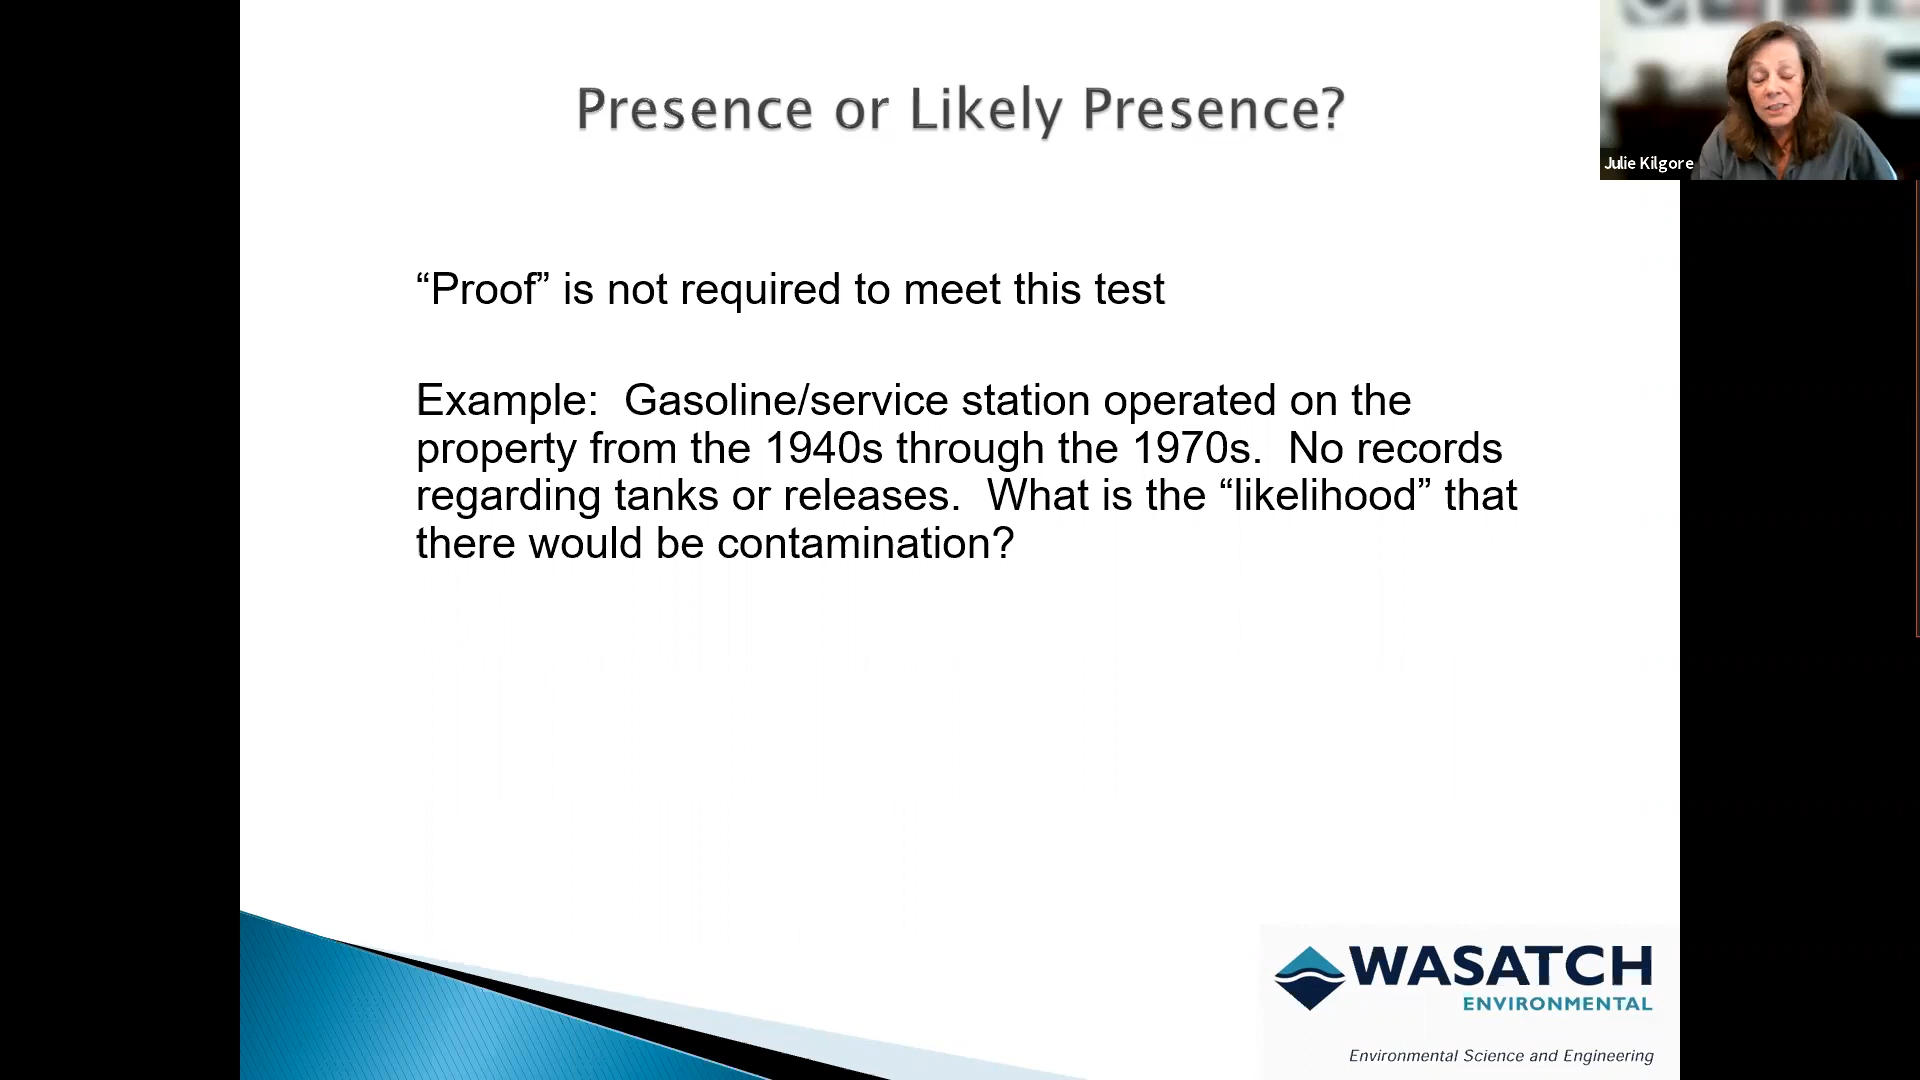 Presence or Likely Presence?
Julie Kilgore
“Proof” is not required to meet this test
Example:  Gasoline/service station operated on the
property from the 1940s through the 1970s.  No records
regarding tanks or releases.  What is the “likelihood” that
there would be contamination?
WASATCH
ENVIRONMENTAL
Environmental Science and Engineering